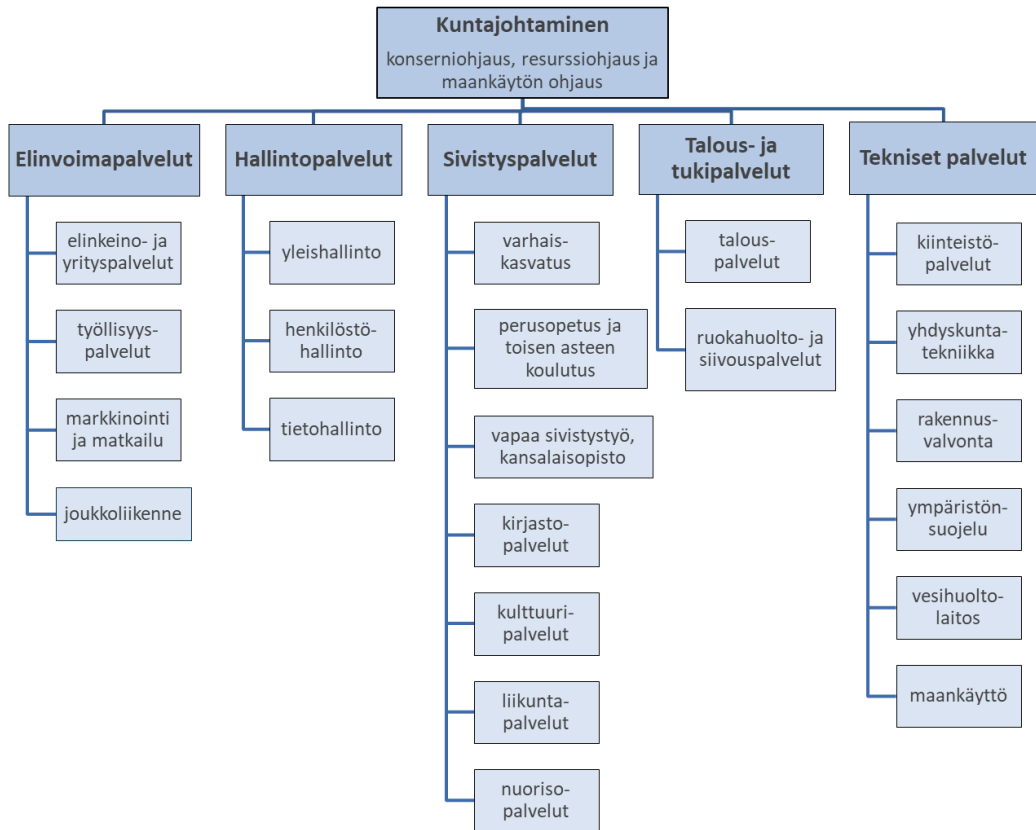 Kuntajohtaminen
konserniohjaus, resurssiohjaus ja
maankäytön ohjaus
Elinvoimapalvelut
elinkeino- ja
yrityspalvelut
työllisyys-
palvelut
markkinointi
ja matkailu
joukkoliikenne
Hallintopalvelut
yleishallinto
henkilöstö-
hallinto
tietohallinto
Sivistyspalvelut
varhais-
kasvatus
perusopetus ja
toisen asteen
koulutus
vapaa sivistystyö,
kansalaisopisto
kirjasto-
palvelut
kulttuuri-
palvelut
liikunta-
palvelut
nuoriso-
palvelut
Talous- ja
tukipalvelut
talous-
palvelut
ruokahuolto- ja
siivouspalvelut
Tekniset palvelut
kiinteistö-
palvelut
yhdyskunta-
tekniikka
rakennus-
valvonta
ympäristön-
suojelu
vesihuolto-
laitos
maankäyttö